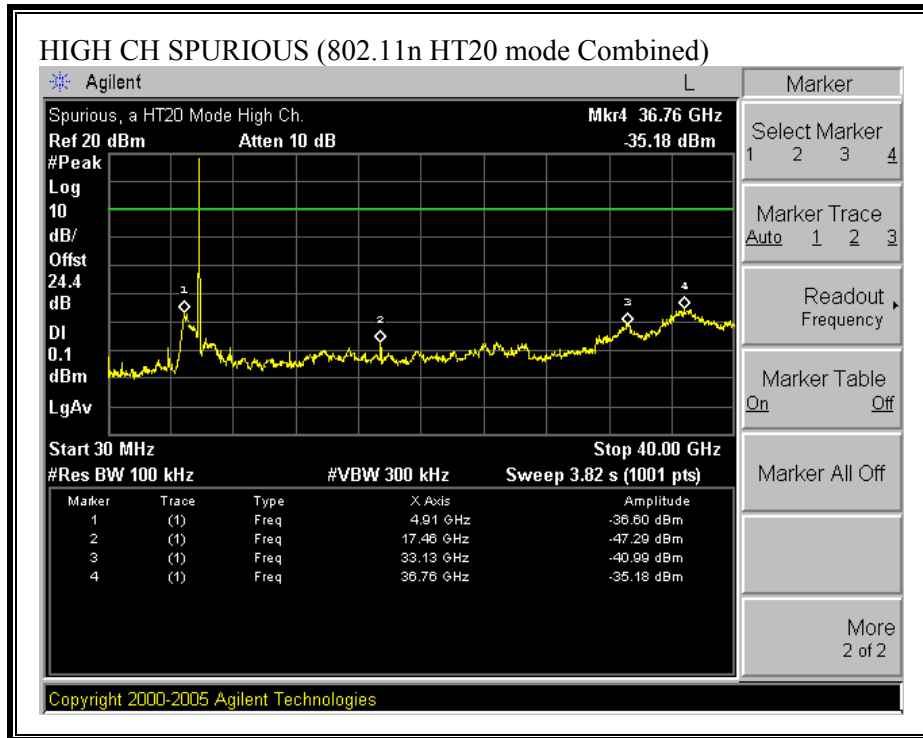 HIGH CH SPURIOUS (802.11n HT20 mode Combined)
Agilent L
Spurious, a HT20 Mode High Ch. Mkr4 36.76 GHz
Ref 20 dBm Atten 10 dB -35.18 dBm
#Peak
Log
10
dB/
Offst
24.4
dB
DI
0.1
dBm
LgAv
1
2
3
4
Start 30 MHz Stop 40.00 GHz
#Res BW 100 kHz #VBW 300 kHz Sweep 3.82 s (1001 pts)
Marker Trace Type X Axis Amplitude
1 (1) Freq 4.91 GHz -36.60 dBm
2 (1) Freq 17.46 GHz -47.29 dBm
3 (1) Freq 33.13 GHz -40.99 dBm
4 (1) Freq 36.76 GHz -35.18 dBm
Copyright 2000-2005 Agilent Technologies
Marker
Select Marker
1 2 3 4
Marker Trace
Auto 1 2 3
Readout
Frequency
Marker Table
On Off
Marker All Off
More
2 of 2